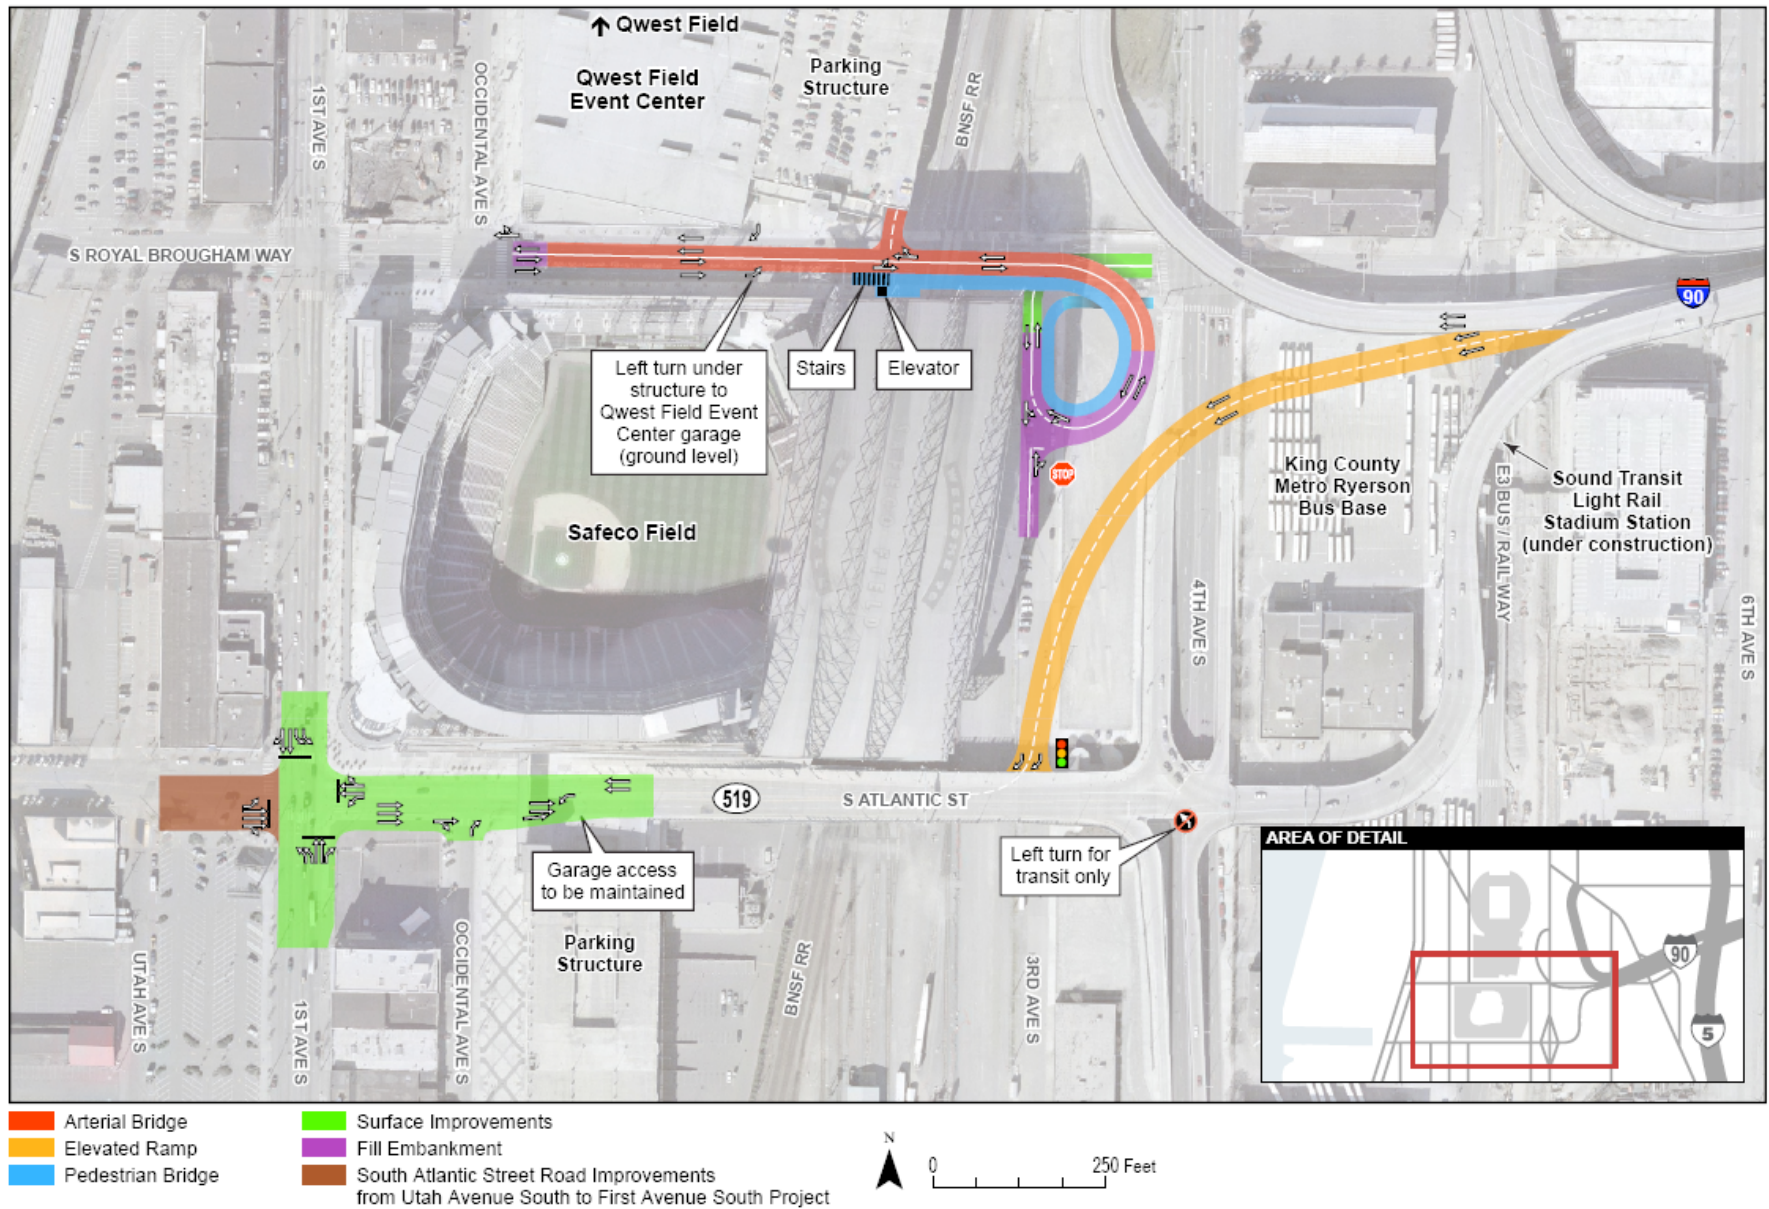 Qwest Field
Qwest Field
Event Center
Parking
Structure
BNSF RR
1ST AVE S
OCCIDENTAL AVE S
S ROYAL BROUGHAM WAY
90
Left turn under
structure to
Qwest Field Event
Center garage
(ground level)
Stairs
Elevator
STOP
Safeco Field
King County
Metro Ryerson
Bus Base
Sound Transit
Light Rail
Stadium Station
(under construction)
E3 BUS / RAILWAY
4TH AVE S
6TH AVE S
519
S ATLANTIC ST
Garage access
to be maintained
Left turn for
transit only
Parking
Structure
UTAH AVE S
1ST AVE S
OCCIDENTAL AVE S
BNSF RR
3RD AVE S
AREA OF DETAIL
90
5
Arterial Bridge
Elevated Ramp
Pedestrian Bridge
Surface Improvements
Fill Embankment
South Atlantic Street Road Improvements
from Utah Avenue South to First Avenue South Project
N
0 250 Feet